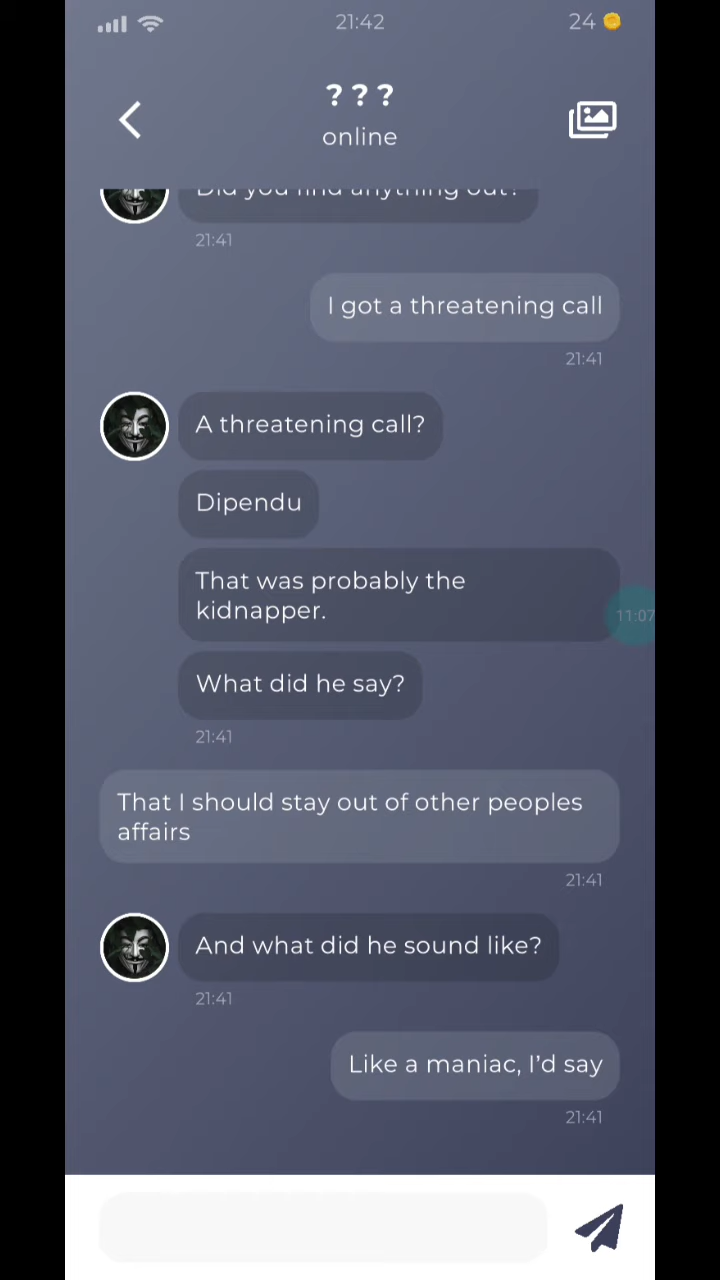 21:42
24
? ? ?
online
Did you find anything out?
21:41
I got a threatening call
21:41
A threatening call?
Dipendu
That was probably the
kidnapper.
11:07
What did he say?
21:41
That I should stay out of other peoples
affairs
21:41
And what did he sound like?
21:41
Like a maniac, I’d say
21:41